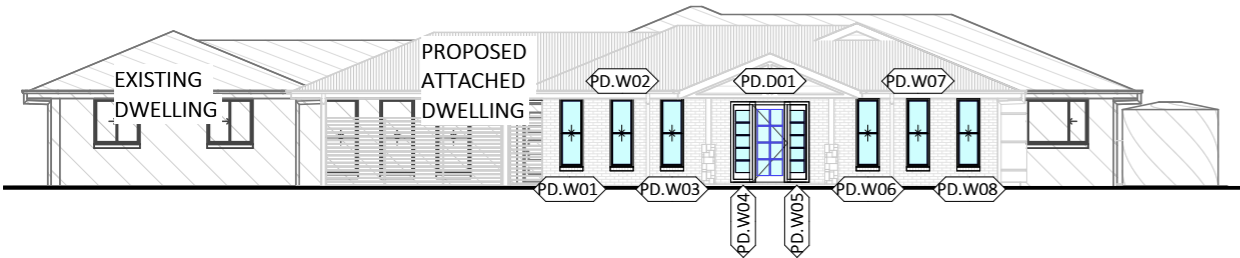 EXISTING
DWELLING
PROPOSED
ATTACHED
DWELLING
PD.W02
PD.D01
PD.W07
PD.W01
PD.W03
PD.W04
PD.W05
PD.W06
PD.W08